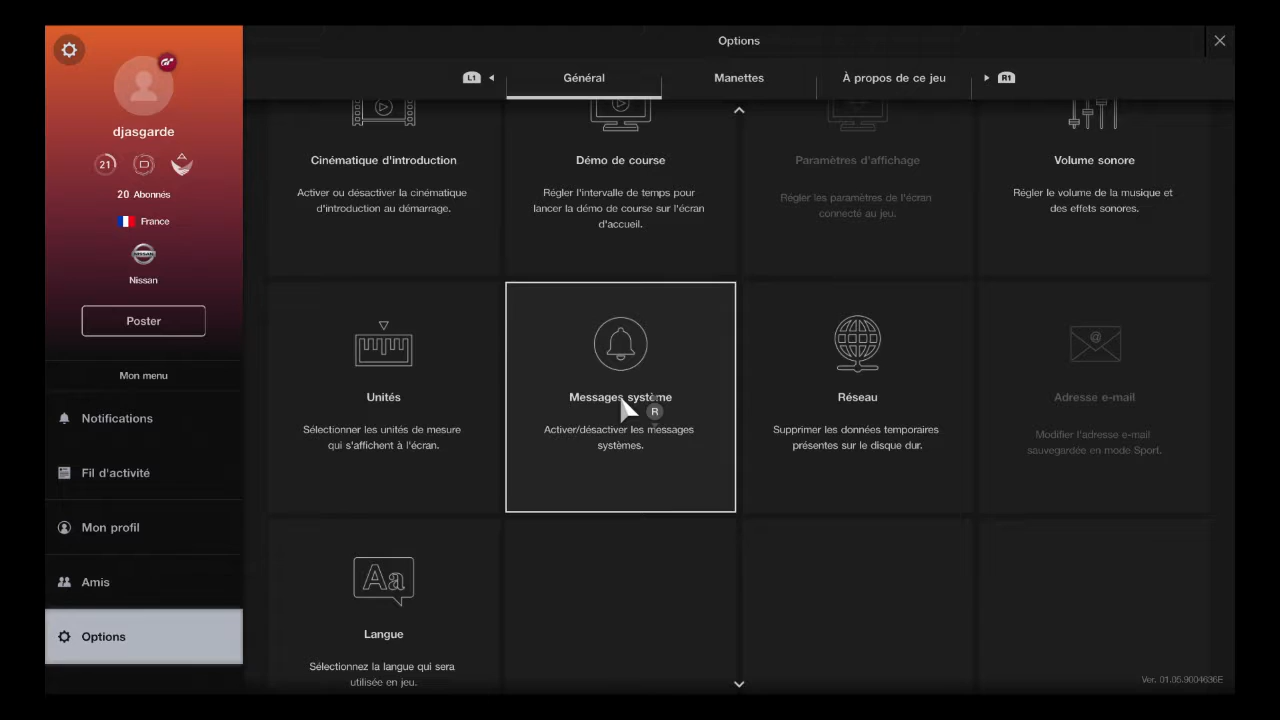 Options
L1
Général
Manettes
À propos de ce jeu
R1
djasgarde
21
20 Abonnés
France
NISSAN
Nissan
Poster
Mon menu
Notifications
Fil d'activité
Mon profil
Amis
Options
Cinématique d'introduction
Activer ou désactiver la cinématique
d'introduction au démarrage.
Démo de course
Régler l'intervalle de temps pour
lancer la démo de course sur l'écran
d'accueil.
Paramètres d'affichage
Régler les paramètres de l'écran
connecté au jeu.
Volume sonore
Régler le volume de la musique et
des effets sonores.
Unités
Sélectionner les unités de mesure
qui s'affichent à l'écran.
Messages système
R
Activer/désactiver les messages
systèmes.
Réseau
Supprimer les données temporaires
présentes sur le disque dur.
@
Adresse e-mail
Modifier l'adresse e-mail
sauvegardée en mode Sport.
Aa
Langue
Sélectionnez la langue qui sera
utilisée en jeu.
Ver. 01.05.9004636E